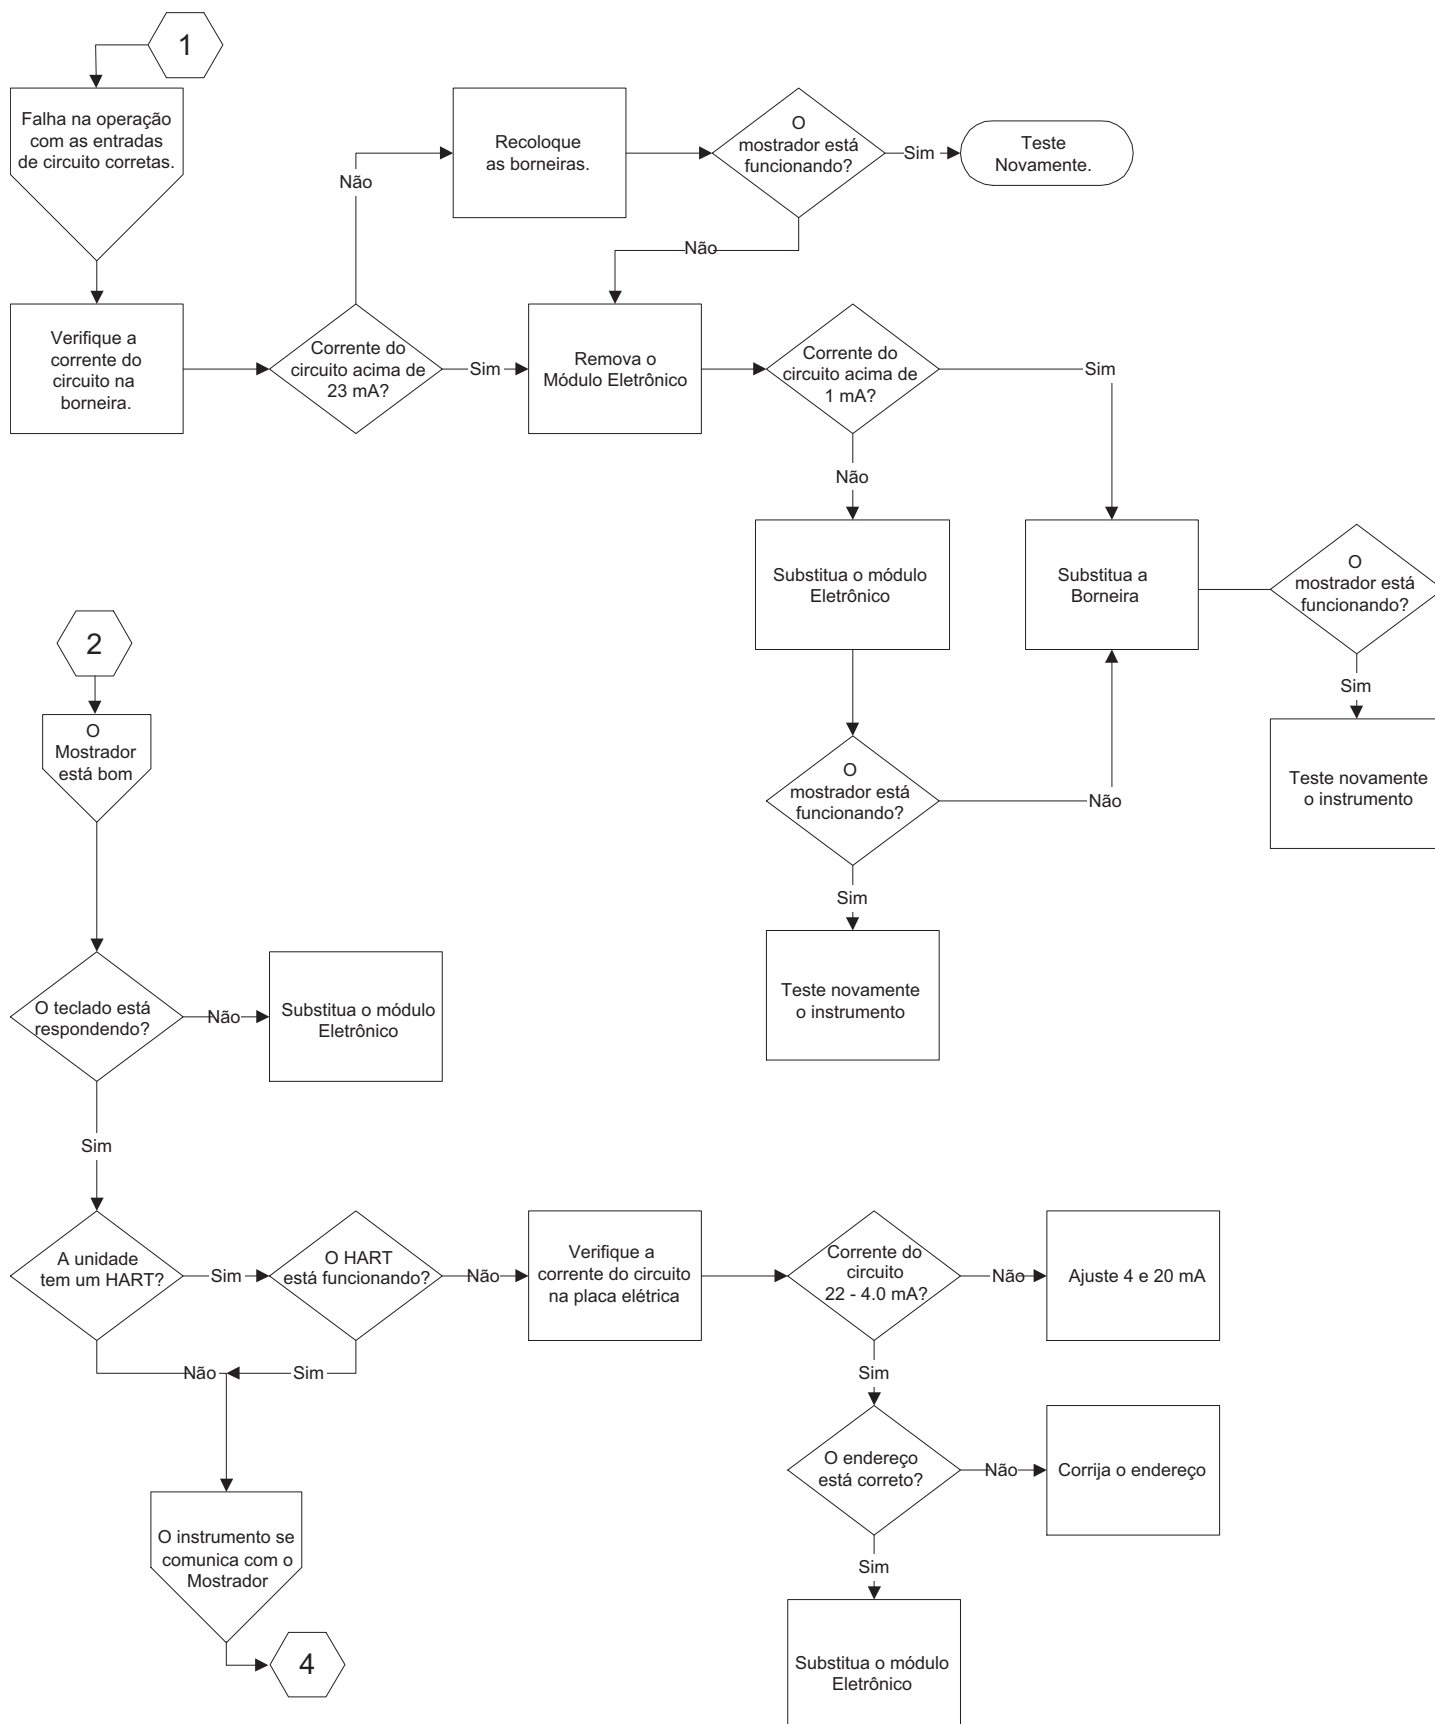 1
Falha na operação
com as entradas
de circuito corretas.
Recoloque
as borneiras.
O
mostrador está
funcionando?
Sim
Teste
Novamente.
Não
Não
Verifique a
corrente do
circuito na
borneira.
Corrente do
circuito acima de
23 mA?
Sim
Remova o
Módulo Eletrônico
Corrente do
circuito acima de
1 mA?
Sim
Não
Substitua o módulo
Eletrônico
Substitua a
Borneira
O
mostrador está
funcionando?
Sim
Teste novamente
o instrumento
O
mostrador está
funcionando?
Não
Sim
Teste novamente
o instrumento
2
O
Mostrador
está bom
O teclado está
respondendo?
Não
Substitua o módulo
Eletrônico
Sim
A unidade
tem um HART?
Sim
O HART
está funcionando?
Não
Verifique a
corrente do circuito
na placa elétrica
Corrente do
circuito
22 - 4.0 mA?
Não
Ajuste 4 e 20 mA
Não
Sim
Sim
O endereço
está correto?
Não
Corrija o endereço
O instrumento se
comunica com o
Mostrador
Sim
4
Substitua o módulo
Eletrônico